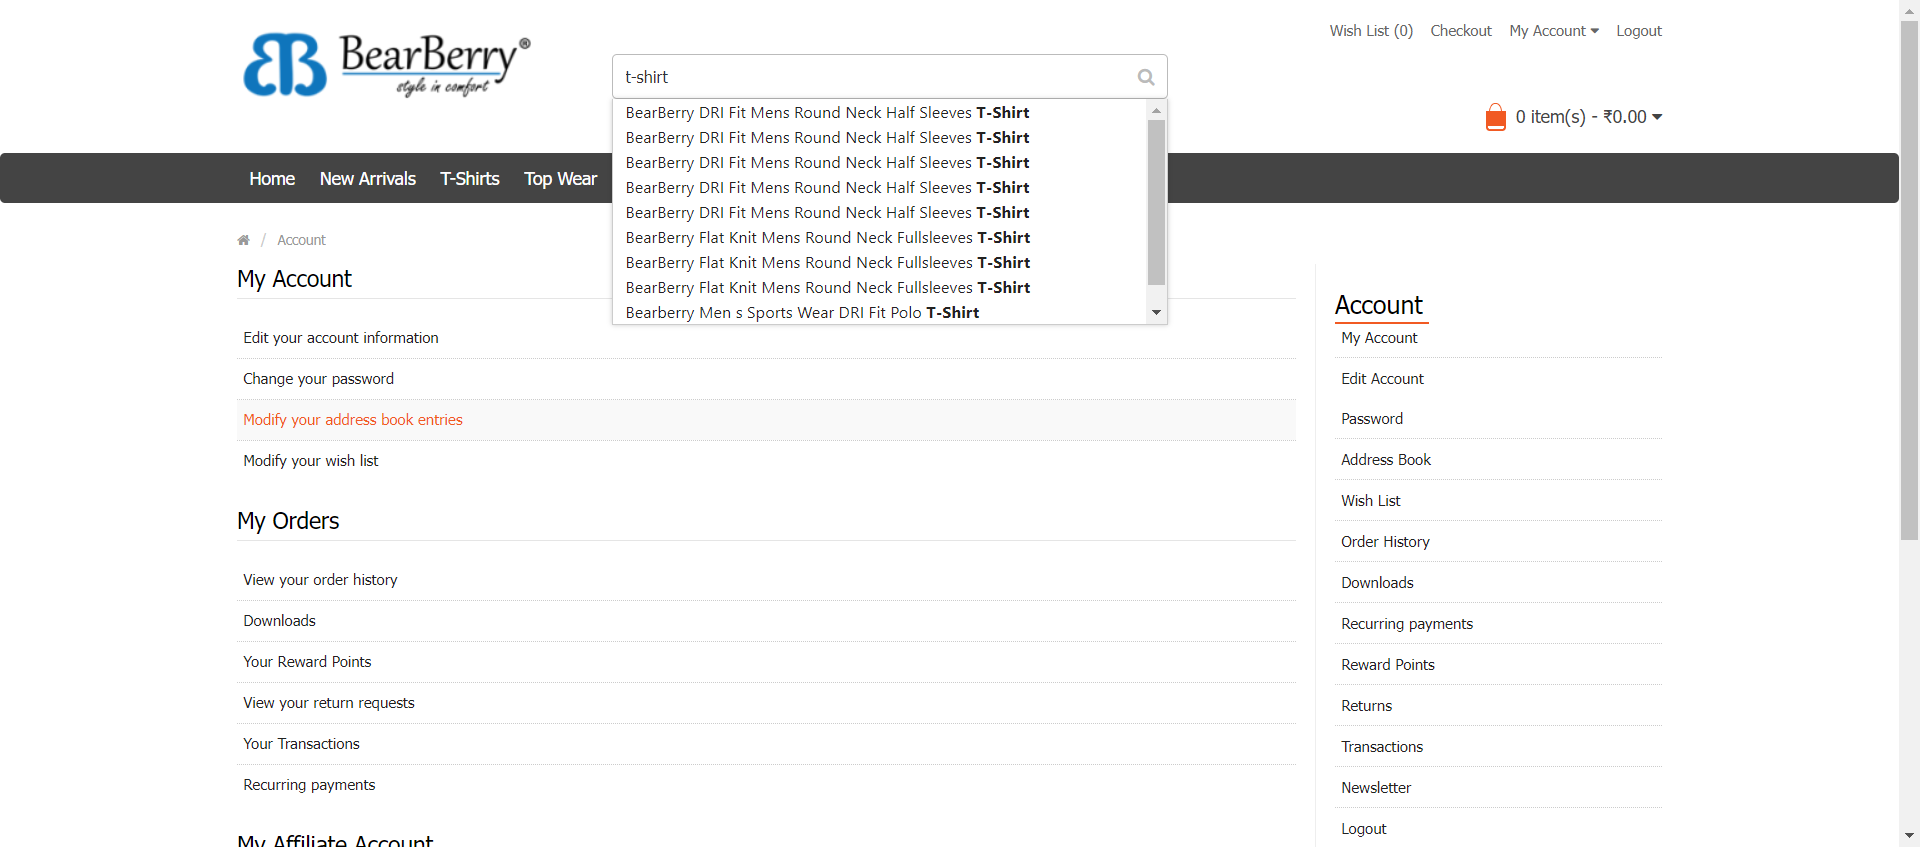 Wish List (0) Checkout My Account Logout
BearBerry®
style in comfort
t-shirt
0 item(s) - ₹0.00
BearBerry DRI Fit Mens Round Neck Half Sleeves T-Shirt
BearBerry DRI Fit Mens Round Neck Half Sleeves T-Shirt
BearBerry DRI Fit Mens Round Neck Half Sleeves T-Shirt
BearBerry DRI Fit Mens Round Neck Half Sleeves T-Shirt
BearBerry DRI Fit Mens Round Neck Half Sleeves T-Shirt
BearBerry Flat Knit Mens Round Neck Fullsleeves T-Shirt
BearBerry Flat Knit Mens Round Neck Fullsleeves T-Shirt
BearBerry Flat Knit Mens Round Neck Fullsleeves T-Shirt
Bearberry Men s Sports Wear DRI Fit Polo T-Shirt
Home New Arrivals T-Shirts Top Wear
/ Account
My Account
Edit your account information
Change your password
Modify your address book entries
Modify your wish list
My Orders
View your order history
Downloads
Your Reward Points
View your return requests
Your Transactions
Recurring payments
My Affiliate Account
Account
My Account
Edit Account
Password
Address Book
Wish List
Order History
Downloads
Recurring payments
Reward Points
Returns
Transactions
Newsletter
Logout